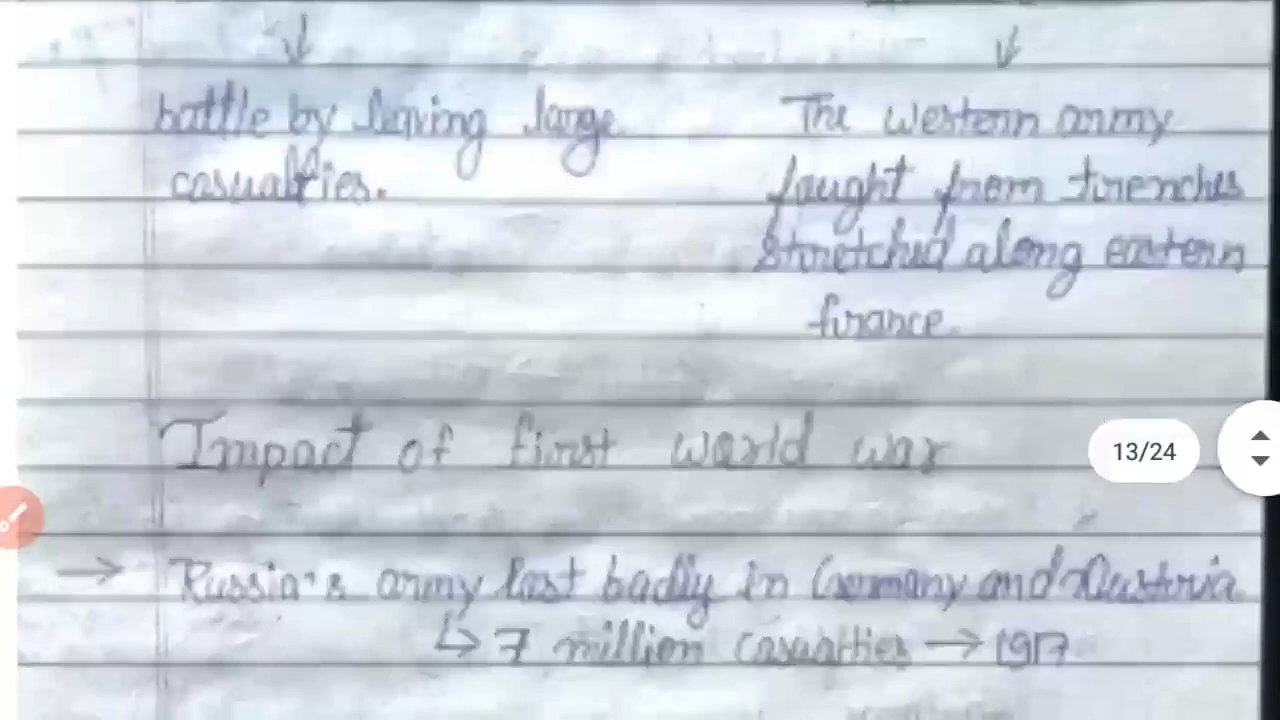 battle by leaving large
casualties.
The western army
faught from trenches
stretched along eastern
france.
Impact of first world war
13/24
→ Russia's army lost badly in Germany and Austria
↳ 7 million casualties → 1917